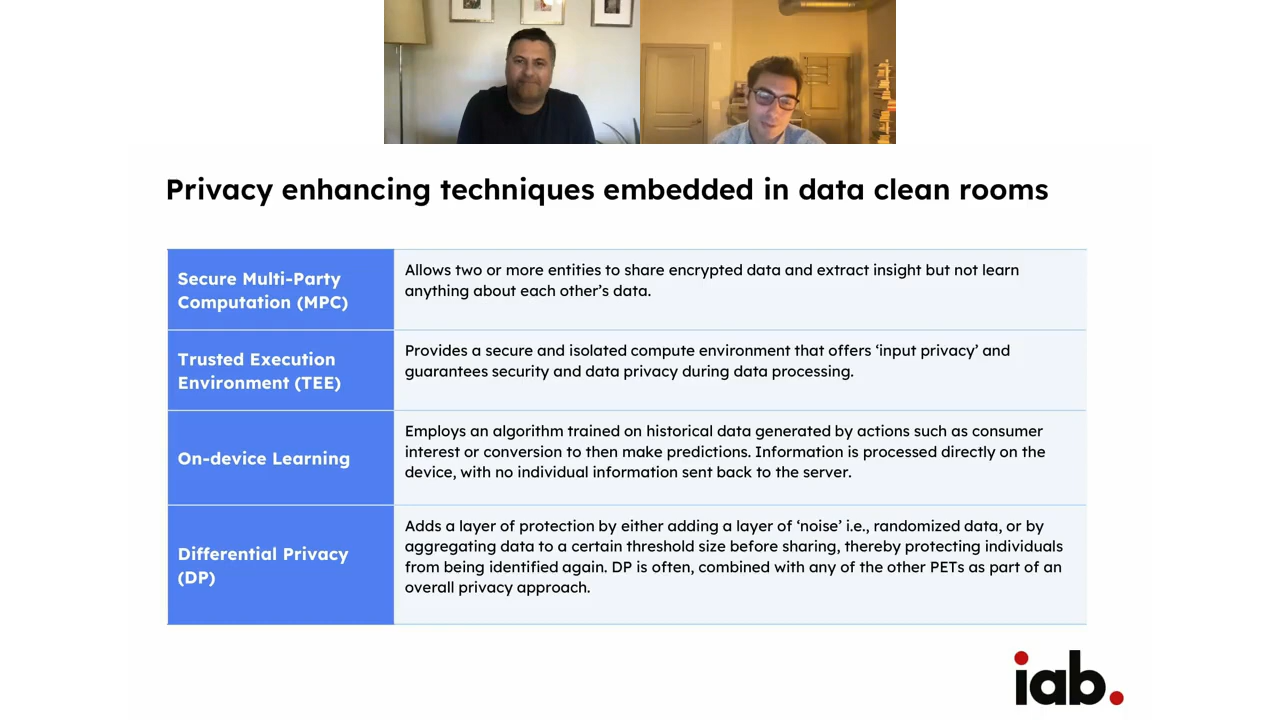 Privacy enhancing techniques embedded in data clean rooms
Secure Multi-Party
Computation (MPC)
Allows two or more entities to share encrypted data and extract insight but not learn
anything about each other’s data.
Trusted Execution
Environment (TEE)
Provides a secure and isolated compute environment that offers ‘input privacy’ and
guarantees security and data privacy during data processing.
On-device Learning
Employs an algorithm trained on historical data generated by actions such as consumer
interest or conversion to then make predictions. Information is processed directly on the
device, with no individual information sent back to the server.
Differential Privacy
(DP)
Adds a layer of protection by either adding a layer of ‘noise’ i.e., randomized data, or by
aggregating data to a certain threshold size before sharing, thereby protecting individuals
from being identified again. DP is often, combined with any of the other PETs as part of an
overall privacy approach.
iab.